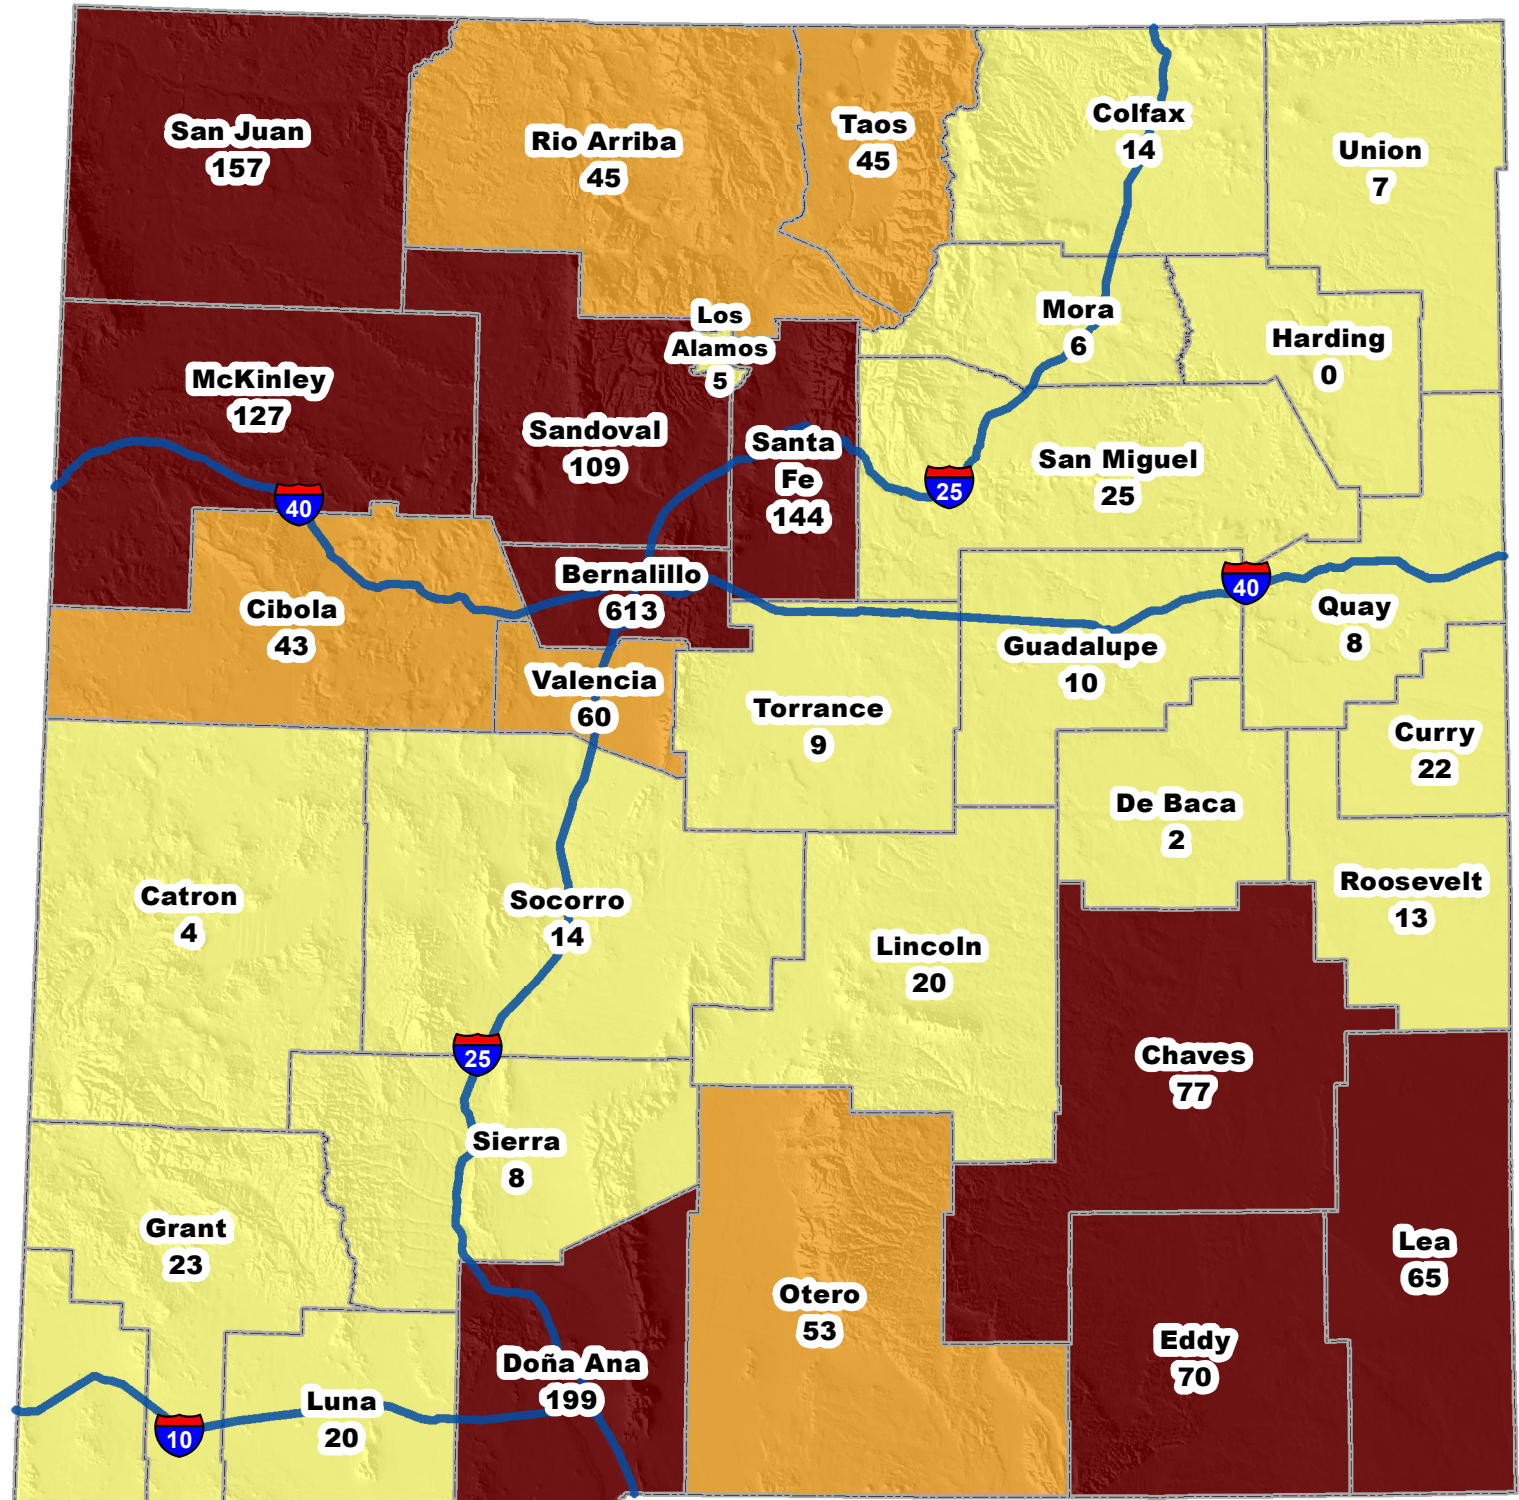 San Juan
157
Rio Arriba
45
Taos
45
Colfax
14
Union
7
Los
Alamos
5
Mora
6
Harding
0
McKinley
127
Sandoval
109
Santa
Fe
144
San Miguel
25
25
40
40
Bernalillo
613
Cibola
43
Quay
8
Guadalupe
10
Valencia
60
Torrance
9
Curry
22
De Baca
2
Roosevelt
13
Catron
4
Socorro
14
Lincoln
20
25
Chaves
77
Sierra
8
Grant
23
Lea
65
Otero
53
Eddy
70
Doña Ana
199
Luna
20
10